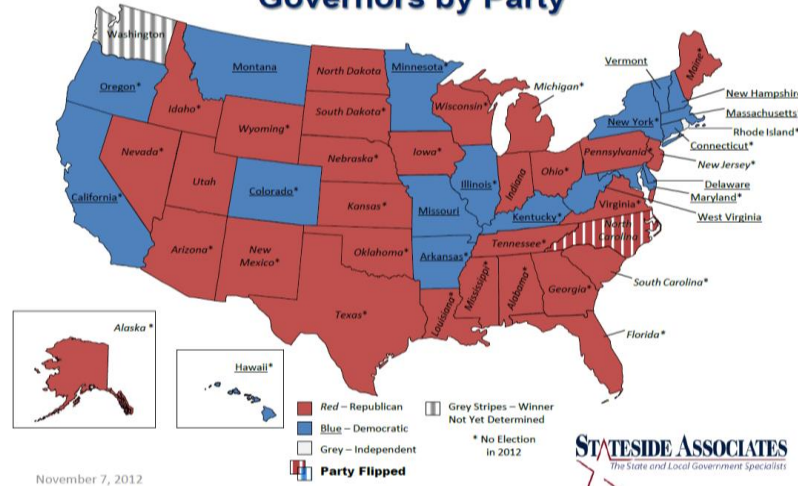 Governors by Party
Washington
Oregon*
California*
Nevada*
Idaho*
Montana
Wyoming*
Utah
Colorado*
Arizona*
New
Mexico*
North Dakota
South Dakota*
Nebraska*
Kansas*
Oklahoma*
Texas*
Minnesota*
Iowa*
Missouri
Arkansas*
Louisiana*
Wisconsin*
Illinois*
Michigan*
Indiana
Ohio*
Kentucky*
Tennessee*
Mississippi*
Alabama*
Georgia*
Florida*
South Carolina*
North
Carolina
Virginia*
West Virginia
Maryland*
Delaware
Pennsylvania*
New Jersey*
New York*
Connecticut*
Rhode Island*
Massachusetts
New Hampshire
Vermont
Maine*
Alaska *
Hawaii*
Red – Republican
Blue – Democratic
Grey – Independent
Party Flipped
Grey Stripes – Winner
Not Yet Determined
* No Election
in 2012
STATESIDE ASSOCIATES
The State and Local Government Specialists
November 7, 2012